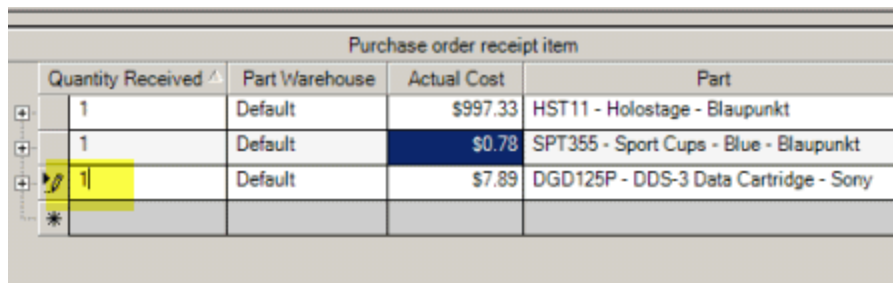 Purchase order receipt item
Quantity Received Part Warehouse Actual Cost Part
1 Default $997.33 HST11 - Holostage - Blaupunkt
1 Default $0.78 SPT355 - Sport Cups - Blue - Blaupunkt
1 Default $7.89 DGD125P - DDS-3 Data Cartridge - Sony